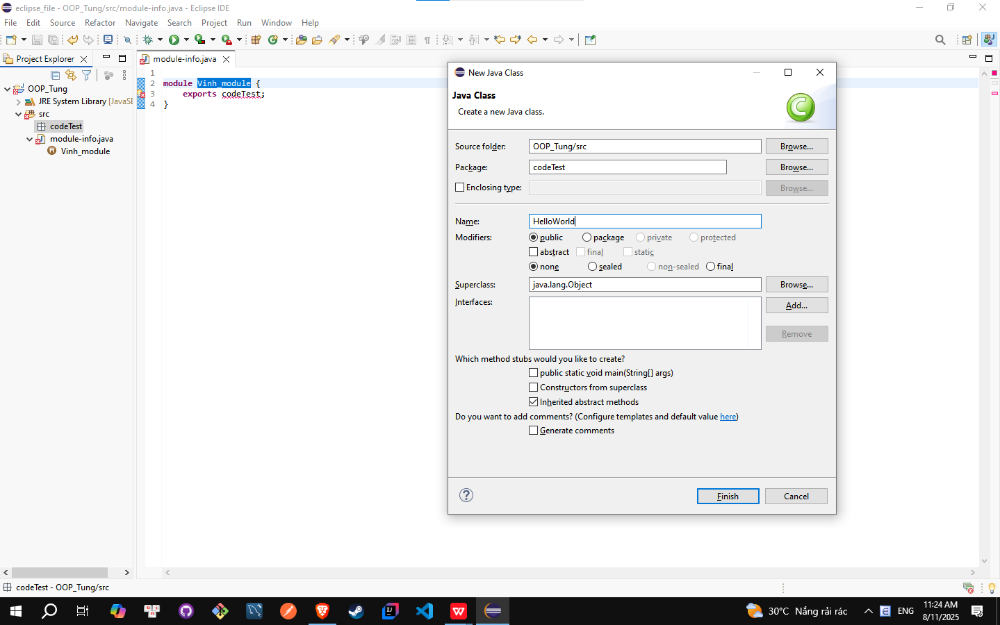 eclipse_file - OOP_Tung/src/module-info.java - Eclipse IDE
File Edit Source Refactor Navigate Search Project Run Window Help
Project Explorer
module-info.java
OOP_Tung
JRE System Library [JavaSE
src
codeTest
module-info.java
Vinh_module
1
2 module Vinh_module {
3 exports codeTest;
4 }
New Java Class
Java Class
Create a new Java class.
Source folder: OOP_Tung/src Browse...
Package: codeTest Browse...
Enclosing type: Browse...
Name: HelloWorld
Modifiers: public package private protected
abstract final static
none sealed non-sealed final
Superclass: java.lang.Object Browse...
Interfaces: Add...
Remove
Which method stubs would you like to create?
public static void main(String[] args)
Constructors from superclass
Inherited abstract methods
Do you want to add comments? (Configure templates and default value here)
Generate comments
Finish Cancel
codeTest - OOP_Tung/src
30°C Nắng rải rác ENG 11:24 AM
8/11/2025